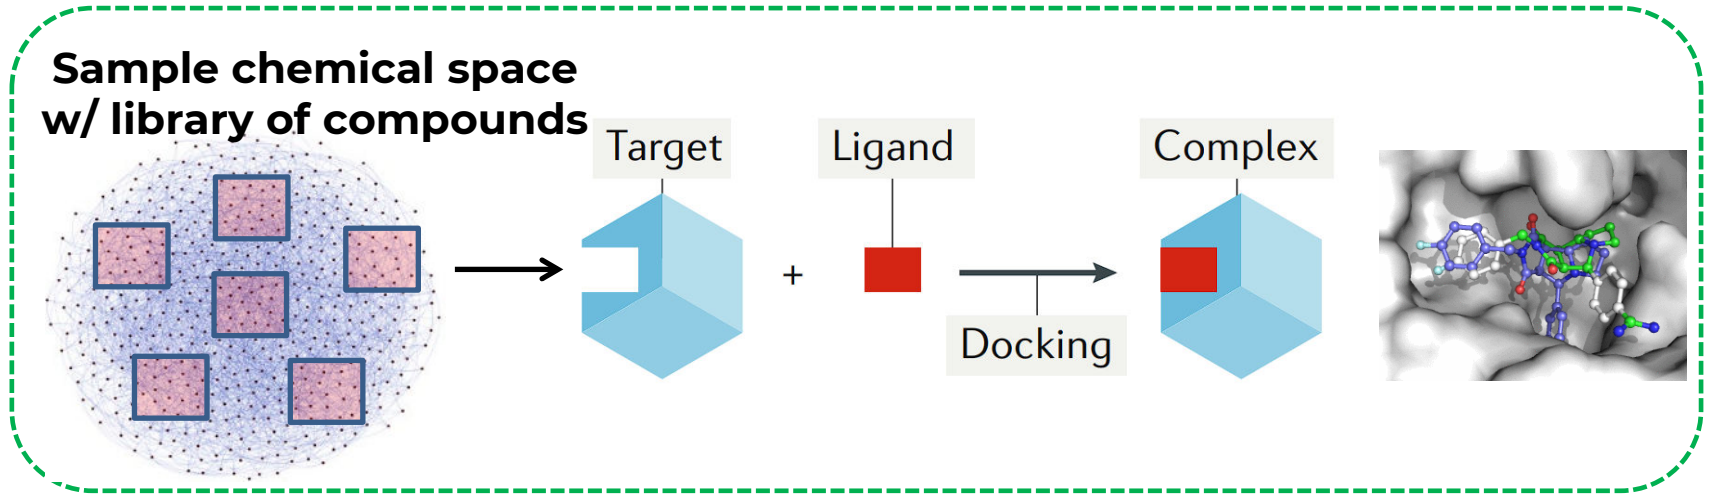 Sample chemical space
w/ library of compounds
Target
Ligand
Complex
+
Docking